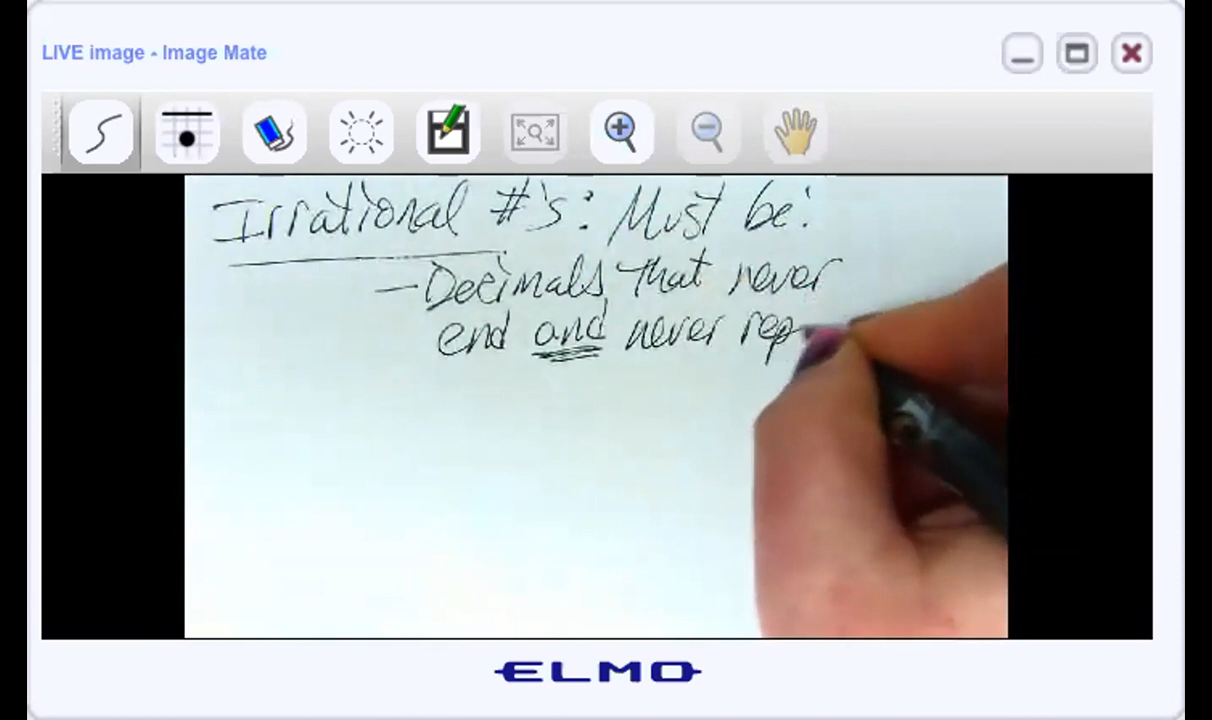 LIVE image - Image Mate
Irrational #'s: Must be:
- Decimals that never
end and never rep
ELMO